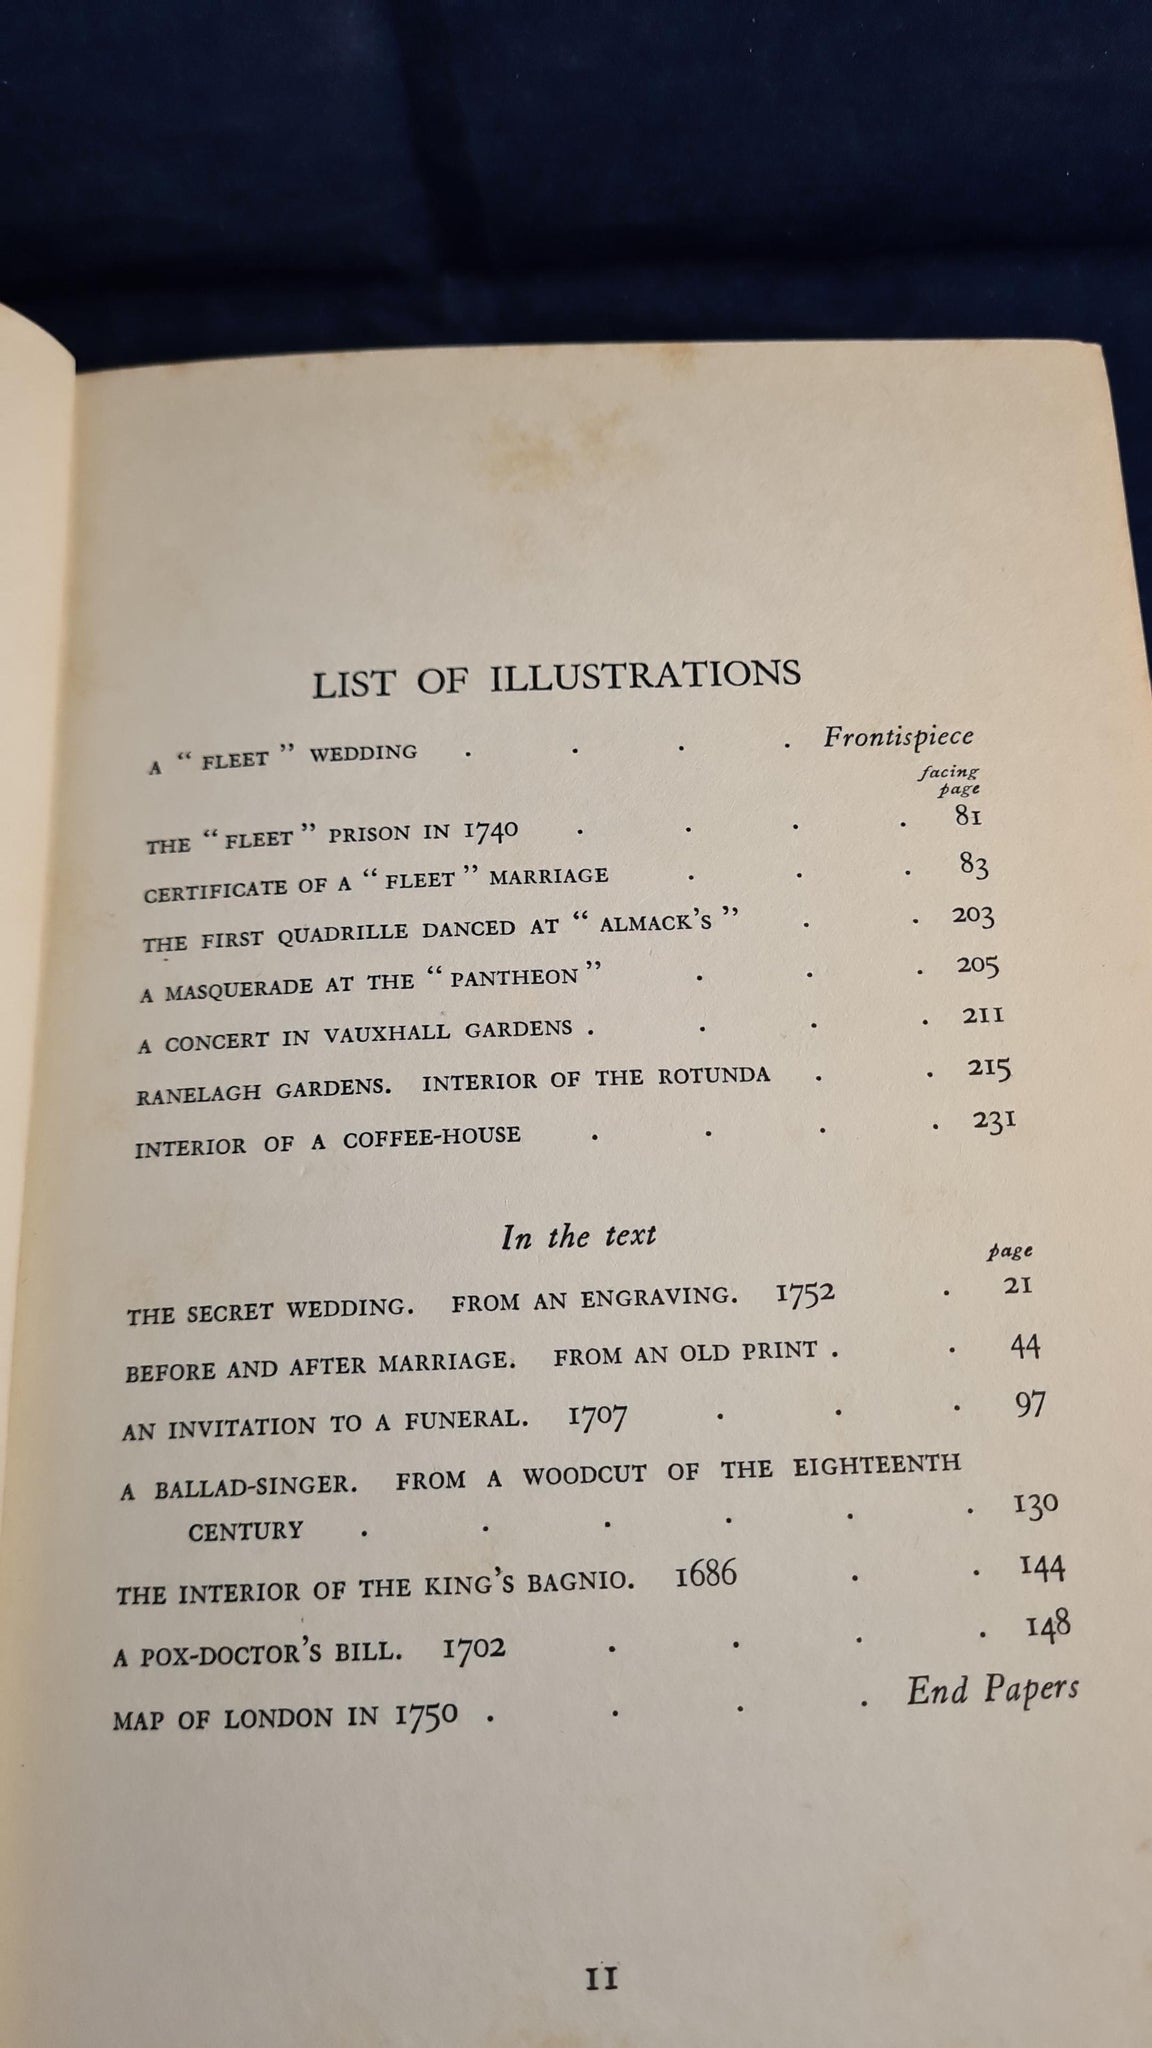 LIST OF ILLUSTRATIONS
A “ FLEET ” WEDDING . . . . Frontispiece
facing
page
THE “ FLEET ” PRISON IN 1740 . . . . 81
CERTIFICATE OF A “ FLEET ” MARRIAGE . . . 83
THE FIRST QUADRILLE DANCED AT “ ALMACK’S ” . . 203
A MASQUERADE AT THE “ PANTHEON ” . . . 205
A CONCERT IN VAUXHALL GARDENS . . . . 211
RANELAGH GARDENS. INTERIOR OF THE ROTUNDA . . 215
INTERIOR OF A COFFEE-HOUSE . . . . 231
In the text
page
THE SECRET WEDDING. FROM AN ENGRAVING. 1752 . 21
BEFORE AND AFTER MARRIAGE. FROM AN OLD PRINT . . 44
AN INVITATION TO A FUNERAL. 1707 . . . 97
A BALLAD-SINGER. FROM A WOODCUT OF THE EIGHTEENTH
CENTURY . . . . . . 130
THE INTERIOR OF THE KING’S BAGNIO. 1686 . . 144
A POX-DOCTOR’S BILL. 1702 . . . . 148
MAP OF LONDON IN 1750 . . . . End Papers
11